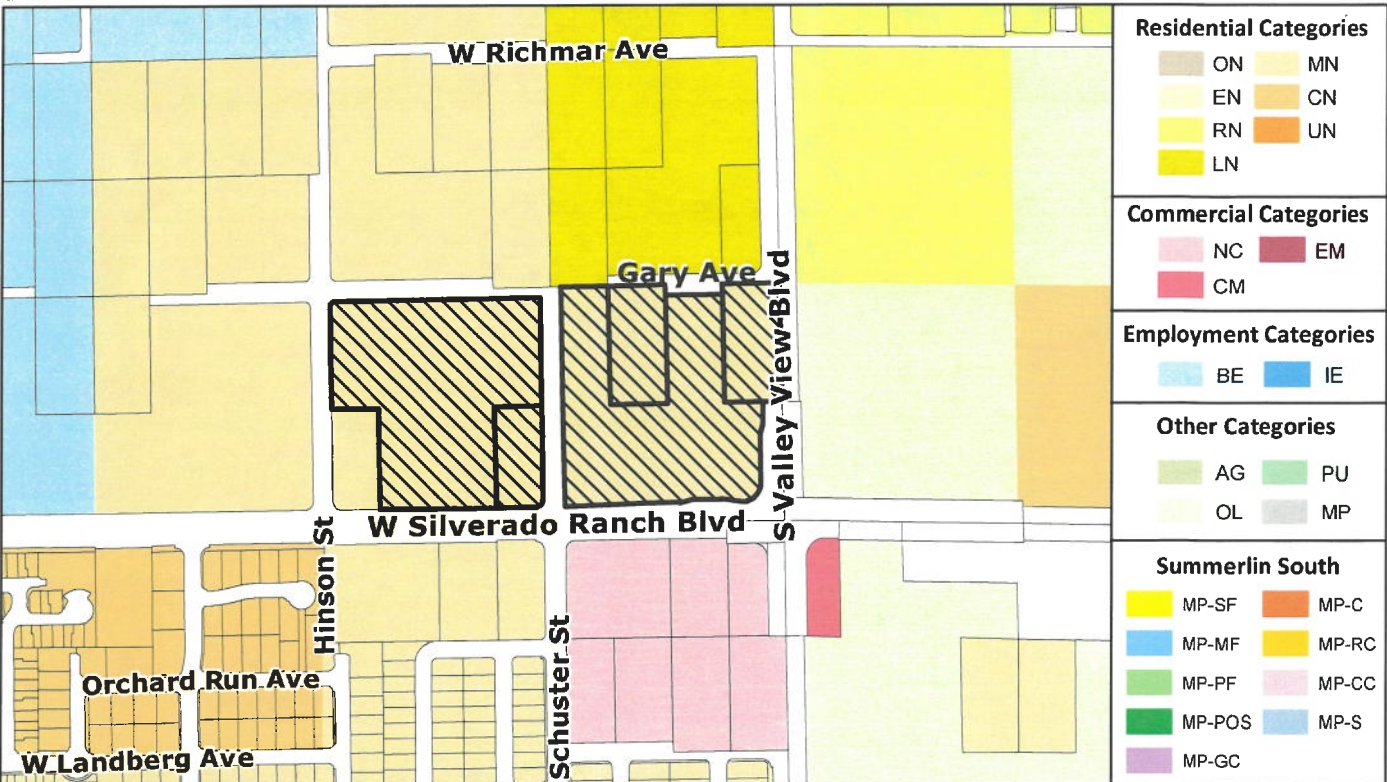 W Richmar Ave
Gary Ave
S Valley View Blvd
W Silverado Ranch Blvd
Hinson St
Schuster St
Orchard Run Ave
W Landberg Ave
Residential Categories
ON MN
EN CN
RN UN
LN
Commercial Categories
NC EM
CM
Employment Categories
BE IE
Other Categories
AG PU
OL MP
Summerlin South
MP-SF MP-C
MP-MF MP-RC
MP-PF MP-CC
MP-POS MP-S
MP-GC